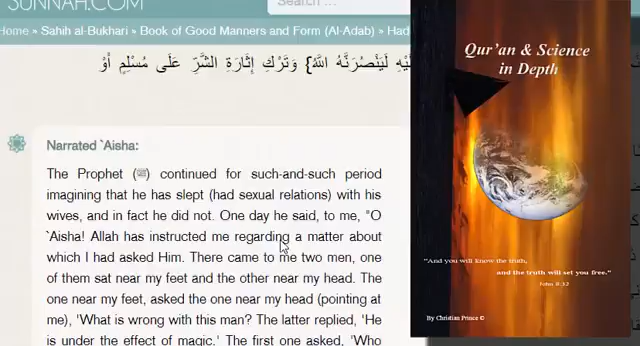 SUNNAH.COM
Search ...
Home » Sahih al-Bukhari » Book of Good Manners and Form (Al-Adab) » Had
لَيَنْصُرَنَّهُ اللَّهُ} وَتَرْكِ إِثَارَةِ الشَّرِّ عَلَى مُسْلِمٍ أَوْ
Narrated `Aisha:
The Prophet (ﷺ) continued for such-and-such period
imagining that he has slept (had sexual relations) with his
wives, and in fact he did not. One day he said, to me, "O
`Aisha! Allah has instructed me regarding a matter about
which I had asked Him. There came to me two men, one
of them sat near my feet and the other near my head. The
one near my feet, asked the one near my head (pointing at
me), 'What is wrong with this man? The latter replied, 'He
is under the effect of magic.' The first one asked, 'Who
Qur'an & Science
in Depth
"And you will know the truth,
and the truth will set you free."
John 8:32
By Christian Prince ©